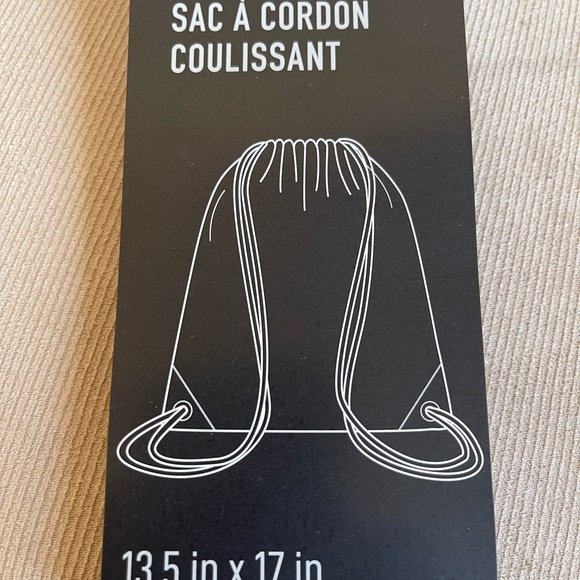 SAC À CORDON
COULISSANT
13.5 in x 17 in